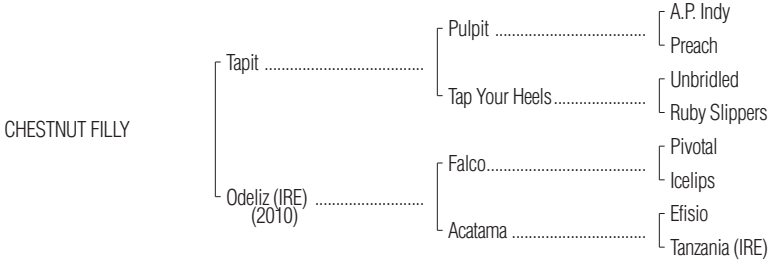 A.P. Indy
Pulpit ......................................
Preach
Tapit ........................................
Unbridled
Tap Your Heels.......................
Ruby Slippers
CHESTNUT FILLY
Pivotal
Falco........................................
Icelips
Odeliz (IRE) ...........................
(2010)
Efisio
Acatama .................................
Tanzania (IRE)